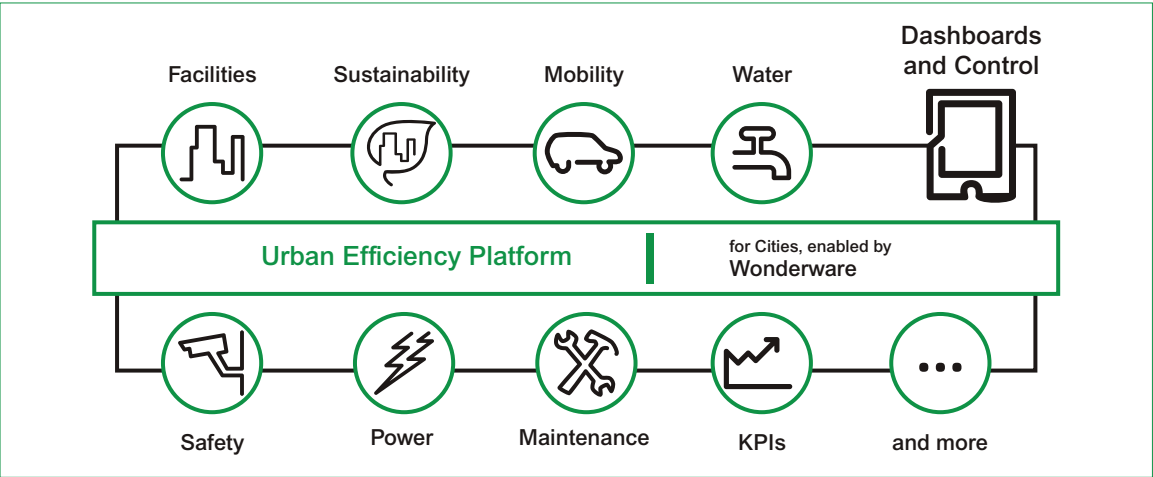 Dashboards
and Control
Facilities
Sustainability
Mobility
Water
Urban Efficiency Platform
for Cities, enabled by
Wonderware
Safety
Power
Maintenance
KPIs
and more